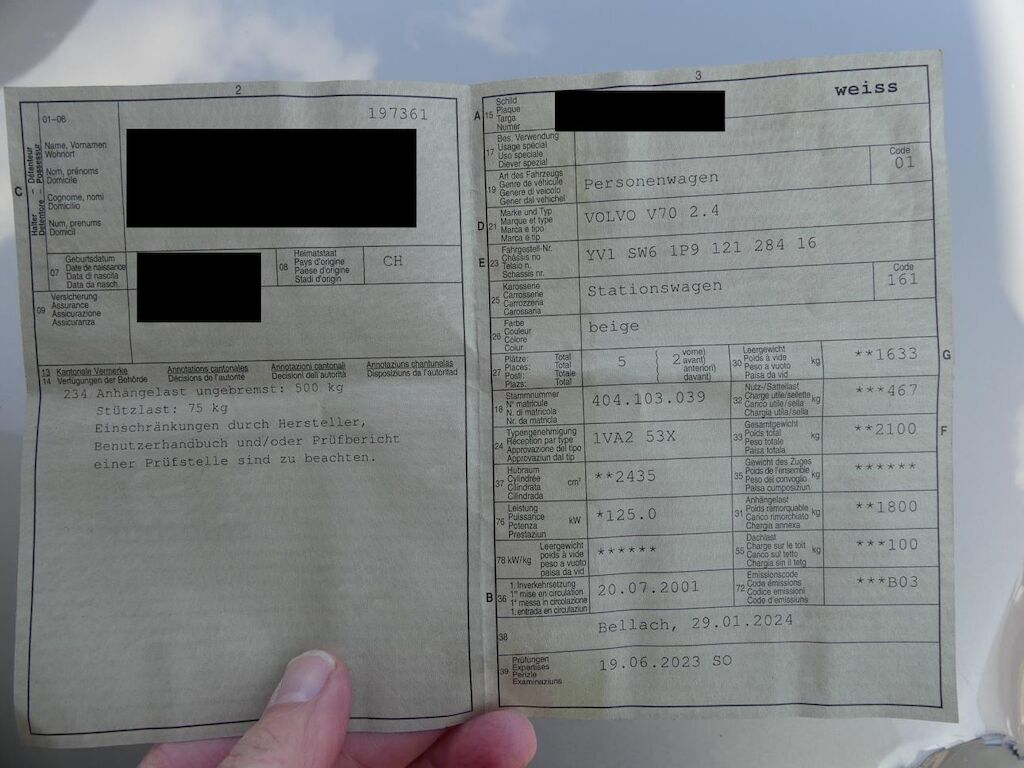 2
01-06
197361
C
Halter – Détenteur
Detentore – Possessur
Name, Vornamen
Wohnort
Nom, prénoms
Domicile
Cognome, nomi
Domicilio
Num, prenums
Domicil
07
Geburtsdatum
Date de naissance
Data di nascita
Data da nasch.
08
Heimatstaat
Pays d'origine
Paese d'origine
Stadi d'origin
CH
09
Versicherung
Assurance
Assicurazione
Assicuranza
13 Kantonale Vermerke Annotations cantonales Annotazioni cantonali Annotaziuns chantunalas
14 Verfügungen der Behörde Décisions de l'autorité Decisioni dell'autorità Disposiziuns da l'autoritad
234 Anhängelast ungebremst: 500 kg
Stützlast: 75 kg
Einschränkungen durch Hersteller,
Benutzerhandbuch und/oder Prüfbericht
einer Prüfstelle sind zu beachten.
3
weiss
A 15
Schild
Plaque
Targa
Numer
17
Bes. Verwendung
Usage spécial
Uso speciale
Diever spezial
19
Art des Fahrzeugs
Genre de véhicule
Genere di veicolo
Gener dal vehichel
Personenwagen
Code
01
D 21
Marke und Typ
Marque et type
Marca e tipo
Marca e tip
VOLVO V70 2.4
E 23
Fahrgestell-Nr.
Châssis no
Telaio n.
Schassis nr.
YV1 SW6 1P9 121 284 16
25
Karosserie
Carrosserie
Carrozzeria
Carossaria
Stationswagen
Code
161
26
Farbe
Couleur
Colore
Colur
beige
27
Plätze: Total
Places: Total
Posti: Totale
Plazs: Total
5
( 2 vorne)
avant)
anteriori)
davant)
30
Leergewicht
Poids à vide
Peso a vuoto
Paisa da vid
kg
**1633
G
18
Stammnummer
N° matricule
N. di matricola
Nr. da matricla
404.103.039
32
Nutz-/Sattellast
Charge utile/sellette
Carico utile/sella
Chargia utila/sella
kg
***467
24
Typengenehmigung
Réception par type
Approvazione del tipo
Approvaziun dal tip
1VA2 53X
33
Gesamtgewicht
Poids total
Peso totale
Paisa totala
kg
**2100
F
37
Hubraum
Cylindrée
Cilindrata
Cilindrada
cm³
**2435
35
Gewicht des Zuges
Poids de l'ensemble
Peso del convoglio
Paisa cumposiziun
kg
******
76
Leistung
Puissance
Potenza
Prestaziun
kW
*125.0
31
Anhängelast
Poids remorquable
Carico rimorchiato
Chargia annexa
kg
**1800
78 kW/kg
Leergewicht
poids à vide
peso a vuoto
paisa da vid
******
55
Dachlast
Charge sur le toit
Carico sul tetto
Chargia sin il tetg
kg
***100
B 36
1. Inverkehrsetzung
1re mise en circulation
1a messa in circolazione
1. entrada en circulaziun
20.07.2001
72
Emissionscode
Code émissions
Codice emissioni
Code d'emissiuns
***B03
38
Bellach, 29.01.2024
39
Prüfungen
Expertises
Perizie
Examinaziuns
19.06.2023 SO